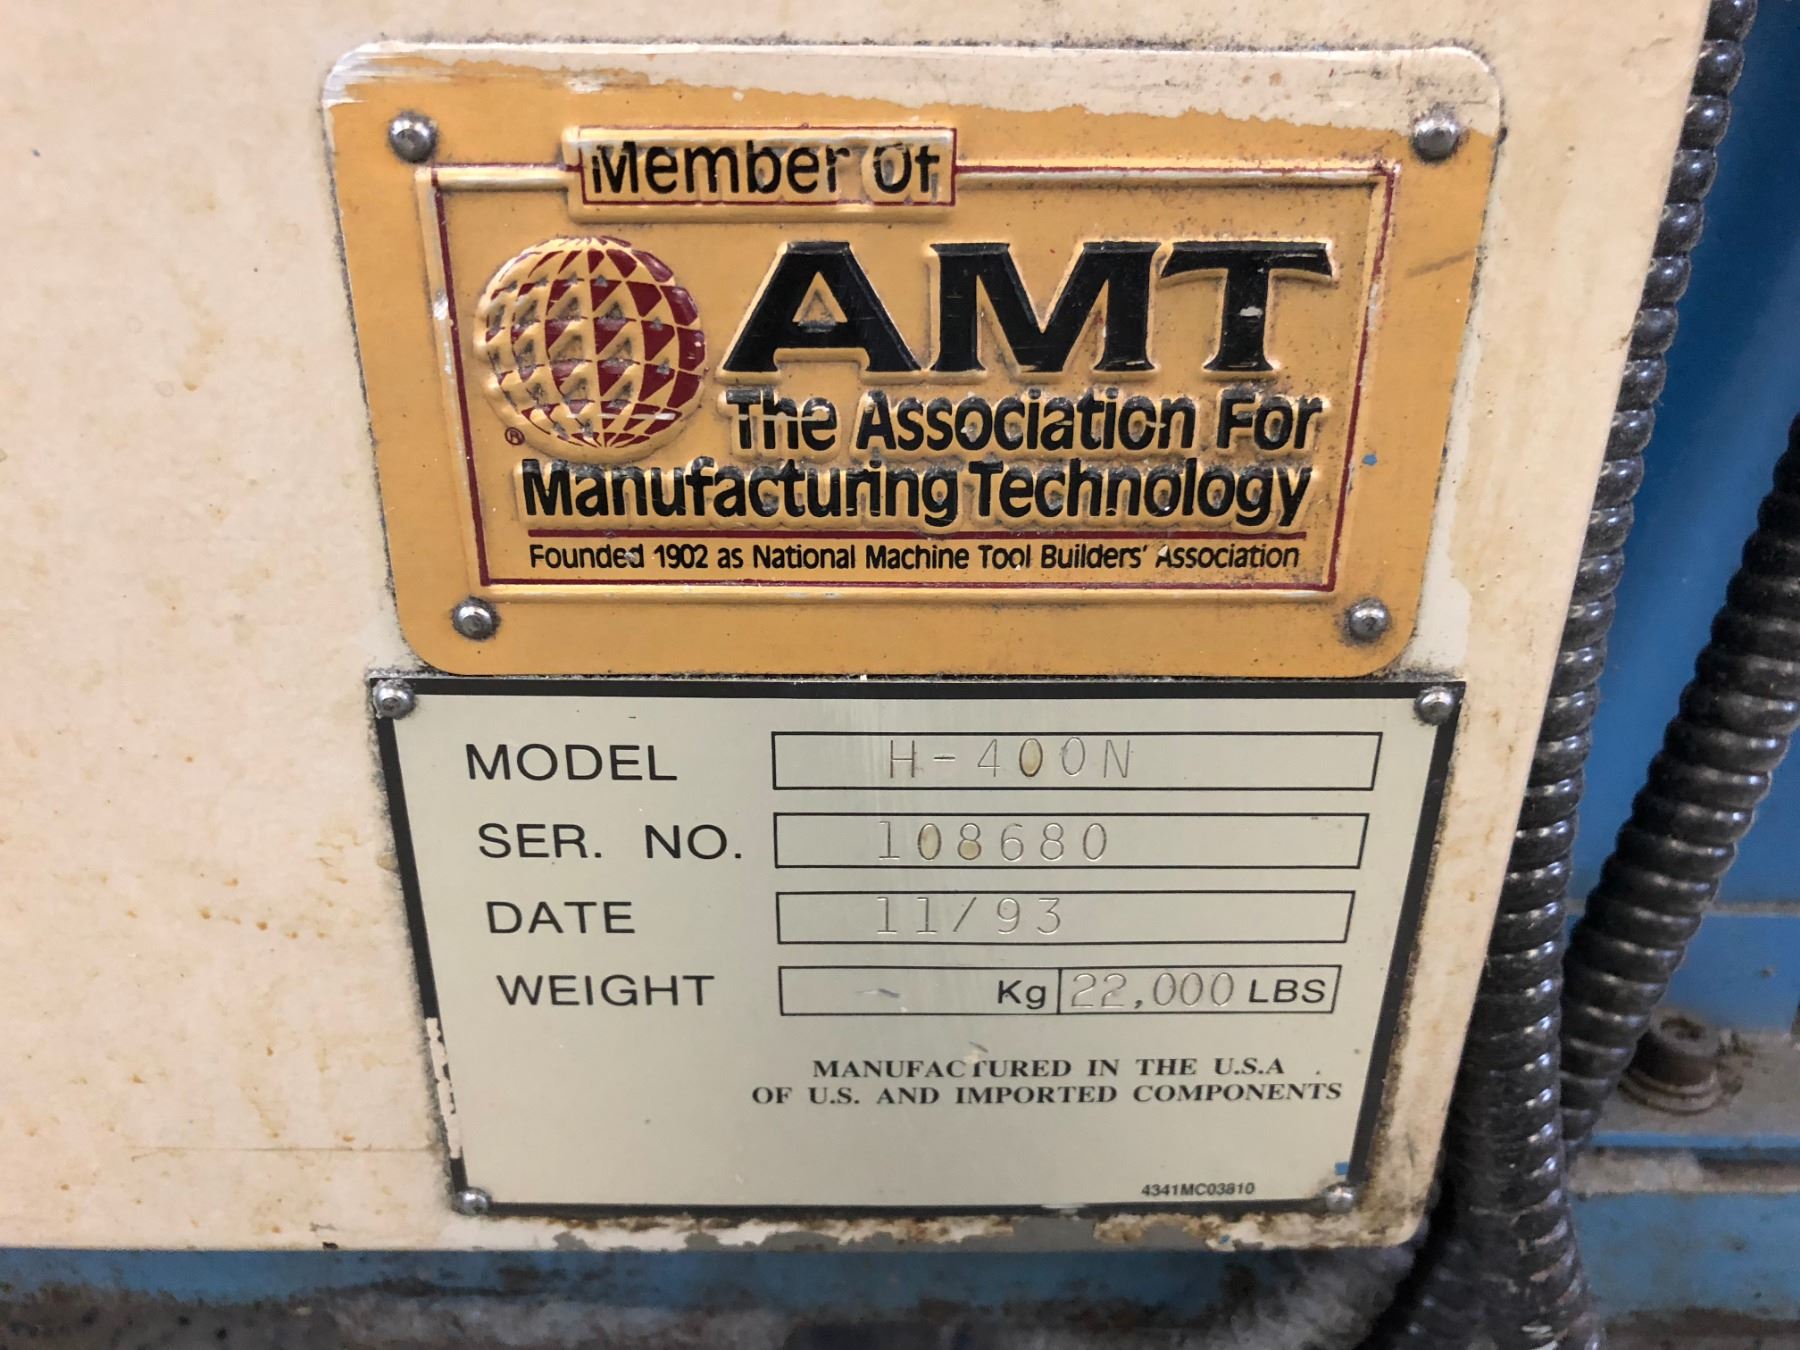 Member Of
AMT
The Association For
Manufacturing Technology
®
Founded 1902 as National Machine Tool Builders' Association
MODEL H-400N
SER. NO. 108680
DATE 11/93
WEIGHT Kg 22,000 LBS
MANUFACTURED IN THE U.S.A.
OF U.S. AND IMPORTED COMPONENTS
4341MC03810